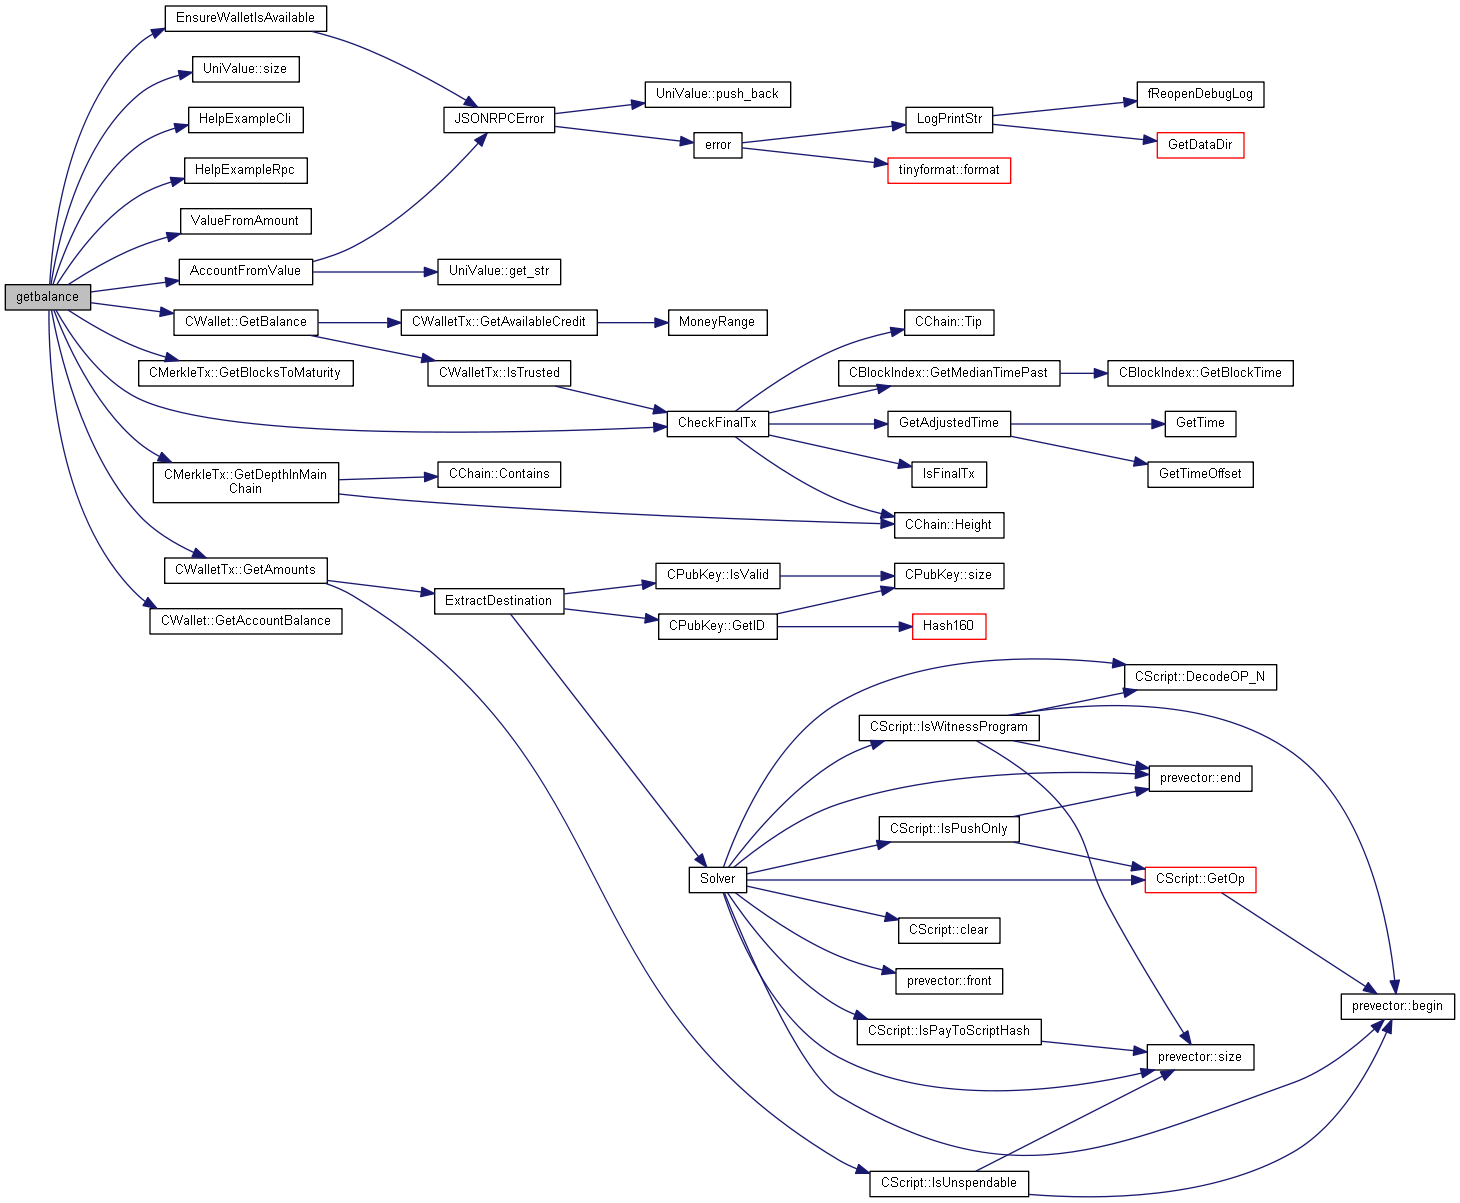 EnsureWalletIsAvailable
UniValue::size
HelpExampleCli
HelpExampleRpc
ValueFromAmount
AccountFromValue
getbalance
CWallet::GetBalance
CMerkleTx::GetBlocksToMaturity
CMerkleTx::GetDepthInMain
Chain
CWalletTx::GetAmounts
CWallet::GetAccountBalance
JSONRPCError
UniValue::get_str
CWalletTx::GetAvailableCredit
CWalletTx::IsTrusted
CChain::Contains
ExtractDestination
UniValue::push_back
error
MoneyRange
CheckFinalTx
CPubKey::IsValid
CPubKey::GetID
Solver
LogPrintStr
tinyformat::format
CChain::Tip
CBlockIndex::GetMedianTimePast
GetAdjustedTime
IsFinalTx
CChain::Height
CPubKey::size
Hash160
CScript::IsWitnessProgram
CScript::IsPushOnly
CScript::clear
prevector::front
CScript::IsPayToScriptHash
CScript::IsUnspendable
fReopenDebugLog
GetDataDir
CBlockIndex::GetBlockTime
GetTime
GetTimeOffset
CScript::DecodeOP_N
prevector::end
CScript::GetOp
prevector::size
prevector::begin